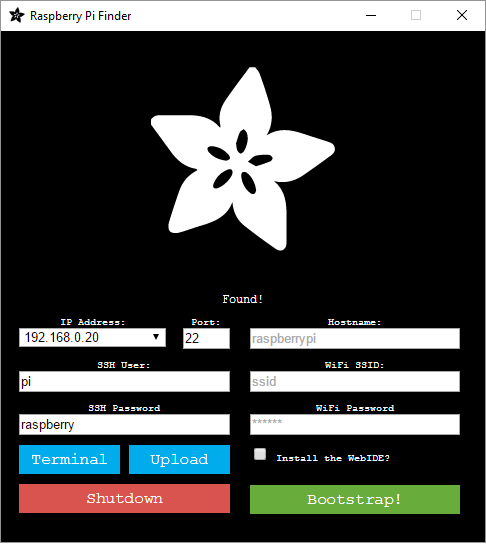 Raspberry Pi Finder
Found!
IP Address: Port: Hostname:
192.168.0.20 22 raspberrypi
SSH User: WiFi SSID:
pi ssid
SSH Password WiFi Password
raspberry ******
Terminal Upload Install the WebIDE?
Shutdown Bootstrap!